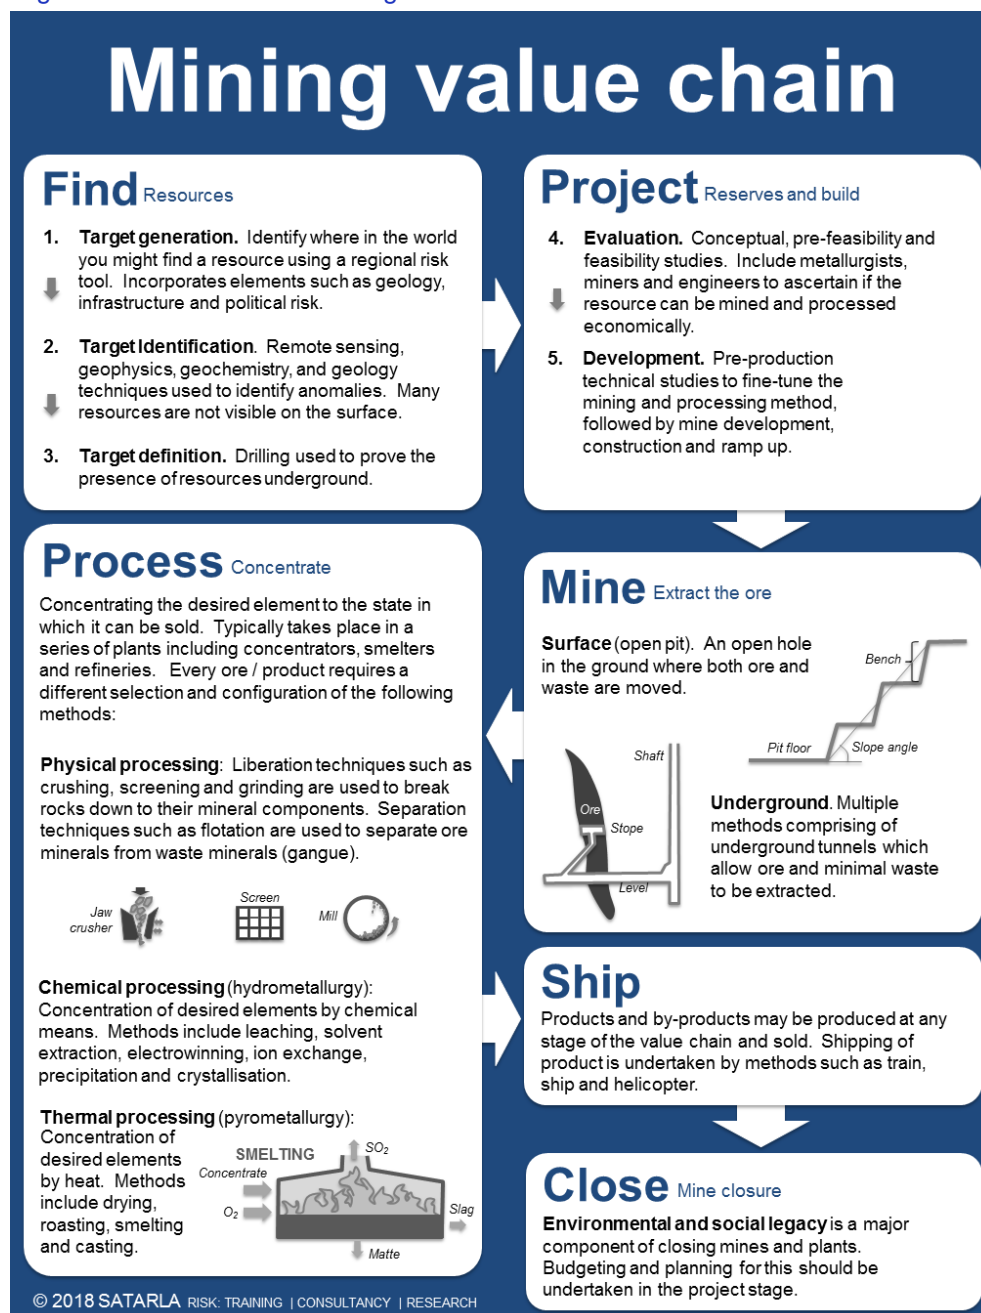 Mining value chain
Find Resources
1. Target generation. Identify where in the world
you might find a resource using a regional risk
tool. Incorporates elements such as geology,
infrastructure and political risk.
2. Target Identification. Remote sensing,
geophysics, geochemistry, and geology
techniques used to identify anomalies. Many
resources are not visible on the surface.
3. Target definition. Drilling used to prove the
presence of resources underground.
Project Reserves and build
4. Evaluation. Conceptual, pre-feasibility and
feasibility studies. Include metallurgists,
miners and engineers to ascertain if the
resource can be mined and processed
economically.
5. Development. Pre-production
technical studies to fine-tune the
mining and processing method,
followed by mine development,
construction and ramp up.
Mine Extract the ore
Surface (open pit). An open hole
in the ground where both ore and
waste are moved.
Bench
Pit floor
Slope angle
Shaft
Ore
Stope
Level
Underground. Multiple
methods comprising of
underground tunnels which
allow ore and minimal waste
to be extracted.
Process Concentrate
Concentrating the desired element to the state in
which it can be sold. Typically takes place in a
series of plants including concentrators, smelters
and refineries. Every ore / product requires a
different selection and configuration of the following
methods:
Physical processing: Liberation techniques such as
crushing, screening and grinding are used to break
rocks down to their mineral components. Separation
techniques such as flotation are used to separate ore
minerals from waste minerals (gangue).
Jaw
crusher
Screen
Mill
Chemical processing (hydrometallurgy):
Concentration of desired elements by chemical
means. Methods include leaching, solvent
extraction, electrowinning, ion exchange,
precipitation and crystallisation.
Thermal processing (pyrometallurgy):
Concentration of
desired elements
by heat. Methods
include drying,
roasting, smelting
and casting.
SMELTING
SO2
Concentrate
O2
Slag
Matte
Ship
Products and by-products may be produced at any
stage of the value chain and sold. Shipping of
product is undertaken by methods such as train,
ship and helicopter.
Close Mine closure
Environmental and social legacy is a major
component of closing mines and plants.
Budgeting and planning for this should be
undertaken in the project stage.
© 2018 SATARLA RISK: TRAINING | CONSULTANCY | RESEARCH